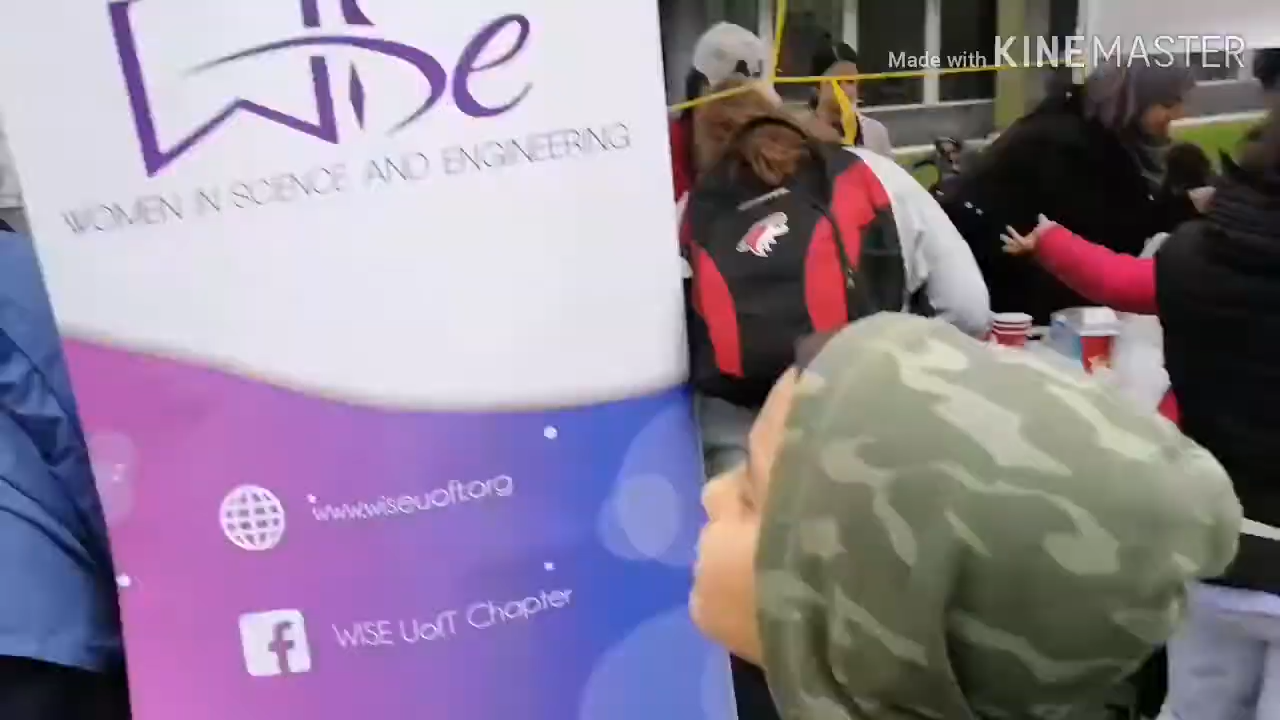 Made with KINEMASTER
WISe
WOMEN IN SCIENCE AND ENGINEERING
www.wiseuoft.org
WISE UofT Chapter